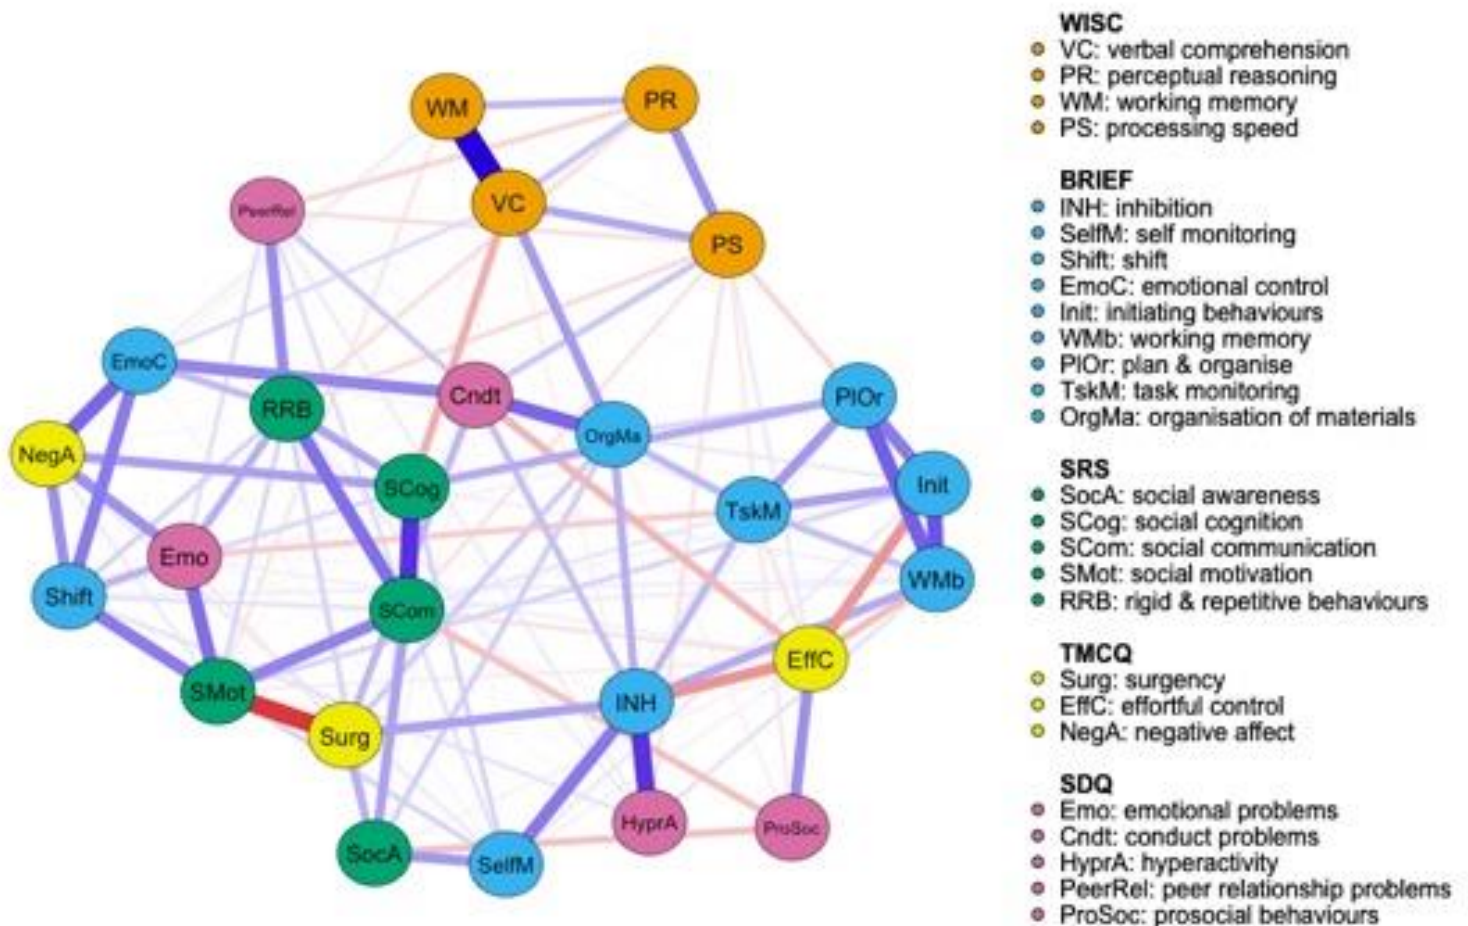 WM
PR
VC
PS
PeerRel
EmoC
RRB
Cndt
OrgMa
PlOr
NegA
SCog
TskM
Init
Emo
Shift
SCom
WMb
SMot
Surg
INH
EffC
SocA
SelfM
HyprA
ProSoc
WISC
VC: verbal comprehension
PR: perceptual reasoning
WM: working memory
PS: processing speed
BRIEF
INH: inhibition
SelfM: self monitoring
Shift: shift
EmoC: emotional control
Init: initiating behaviours
WMb: working memory
PlOr: plan & organise
TskM: task monitoring
OrgMa: organisation of materials
SRS
SocA: social awareness
SCog: social cognition
SCom: social communication
SMot: social motivation
RRB: rigid & repetitive behaviours
TMCQ
Surg: surgency
EffC: effortful control
NegA: negative affect
SDQ
Emo: emotional problems
Cndt: conduct problems
HyprA: hyperactivity
PeerRel: peer relationship problems
ProSoc: prosocial behaviours